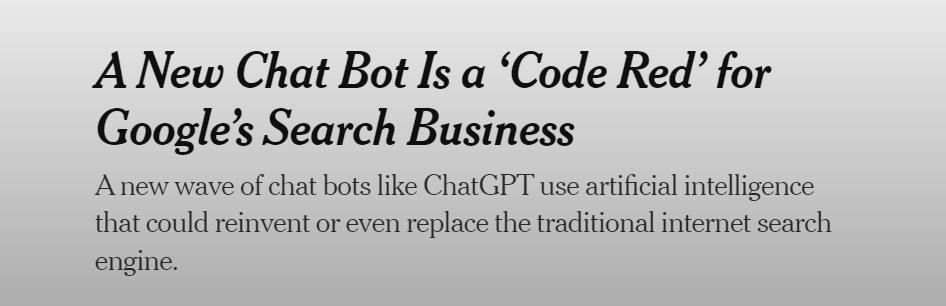 A New Chat Bot Is a ‘Code Red’ for
Google’s Search Business
A new wave of chat bots like ChatGPT use artificial intelligence
that could reinvent or even replace the traditional internet search
engine.